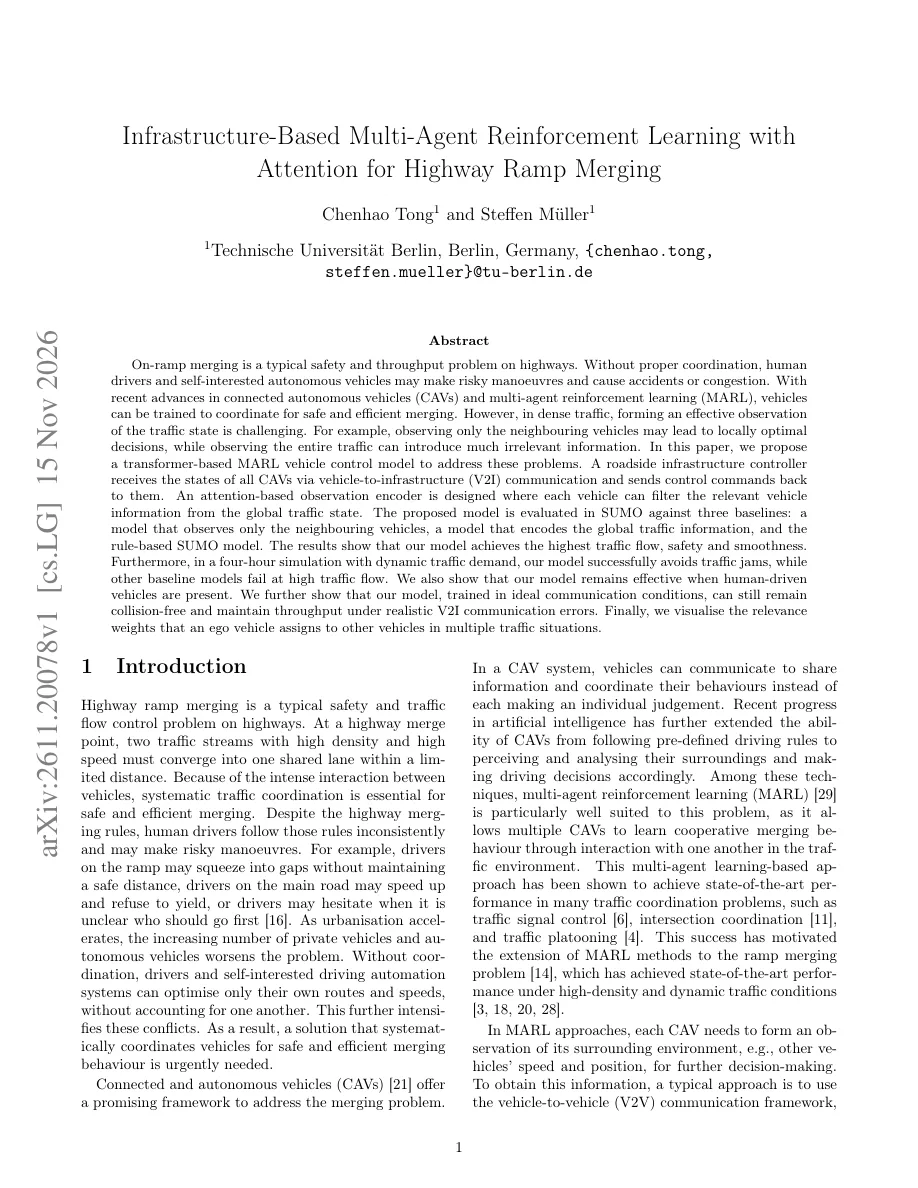 Infrastructure-Based Multi-Agent Reinforcement Learning with
Attention for Highway Ramp Merging
Chenhao Tong1 and Steffen Müller1
1Technische Universität Berlin, Berlin, Germany, {chenhao.tong,
steffen.mueller}@tu-berlin.de
arXiv:2611.20078v1 [cs.LG] 15 Nov 2026
Abstract
On-ramp merging is a typical safety and throughput problem on highways. Without proper coordination, human
drivers and self-interested autonomous vehicles may make risky manoeuvres and cause accidents or congestion. With
recent advances in connected autonomous vehicles (CAVs) and multi-agent reinforcement learning (MARL), vehicles
can be trained to coordinate for safe and efficient merging. However, in dense traffic, forming an effective observation
of the traffic state is challenging. For example, observing only the neighbouring vehicles may lead to locally optimal
decisions, while observing the entire traffic can introduce much irrelevant information. In this paper, we propose
a transformer-based MARL vehicle control model to address these problems. A roadside infrastructure controller
receives the states of all CAVs via vehicle-to-infrastructure (V2I) communication and sends control commands back
to them. An attention-based observation encoder is designed where each vehicle can filter the relevant vehicle
information from the global traffic state. The proposed model is evaluated in SUMO against three baselines: a
model that observes only the neighbouring vehicles, a model that encodes the global traffic information, and the
rule-based SUMO model. The results show that our model achieves the highest traffic flow, safety and smoothness.
Furthermore, in a four-hour simulation with dynamic traffic demand, our model successfully avoids traffic jams, while
other baseline models fail at high traffic flow. We also show that our model remains effective when human-driven
vehicles are present. We further show that our model, trained in ideal communication conditions, can still remain
collision-free and maintain throughput under realistic V2I communication errors. Finally, we visualise the relevance
weights that an ego vehicle assigns to other vehicles in multiple traffic situations.
1 Introduction
Highway ramp merging is a typical safety and traffic
flow control problem on highways. At a highway merge
point, two traffic streams with high density and high
speed must converge into one shared lane within a lim-
ited distance. Because of the intense interaction between
vehicles, systematic traffic coordination is essential for
safe and efficient merging. Despite the highway merg-
ing rules, human drivers follow those rules inconsistently
and may make risky manoeuvres. For example, drivers
on the ramp may squeeze into gaps without maintaining
a safe distance, drivers on the main road may speed up
and refuse to yield, or drivers may hesitate when it is
unclear who should go first [16]. As urbanisation accel-
erates, the increasing number of private vehicles and au-
tonomous vehicles worsens the problem. Without coor-
dination, drivers and self-interested driving automation
systems can optimise only their own routes and speeds,
without accounting for one another. This further intensi-
fies these conflicts. As a result, a solution that systemat-
ically coordinates vehicles for safe and efficient merging
behaviour is urgently needed.
Connected and autonomous vehicles (CAVs) [21] offer
a promising framework to address the merging problem.
In a CAV system, vehicles can communicate to share
information and coordinate their behaviours instead of
each making an individual judgement. Recent progress
in artificial intelligence has further extended the abil-
ity of CAVs from following pre-defined driving rules to
perceiving and analysing their surroundings and mak-
ing driving decisions accordingly. Among these tech-
niques, multi-agent reinforcement learning (MARL) [29]
is particularly well suited to this problem, as it al-
lows multiple CAVs to learn cooperative merging be-
haviour through interaction with one another in the traf-
fic environment. This multi-agent learning-based ap-
proach has been shown to achieve state-of-the-art per-
formance in many traffic coordination problems, such as
traffic signal control [6], intersection coordination [11],
and traffic platooning [4]. This success has motivated
the extension of MARL methods to the ramp merging
problem [14], which has achieved state-of-the-art perfor-
mance under high-density and dynamic traffic conditions
[3, 18, 20, 28].
In MARL approaches, each CAV needs to form an ob-
servation of its surrounding environment, e.g., other ve-
hicles' speed and position, for further decision-making.
To obtain this information, a typical approach is to use
the vehicle-to-vehicle (V2V) communication framework,
1